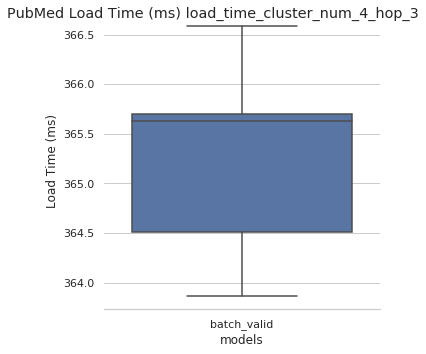 PubMed Load Time (ms) load_time_cluster_num_4_hop_3
366.5
366.0
365.5
365.0
364.5
364.0
Load Time (ms)
batch_valid
models